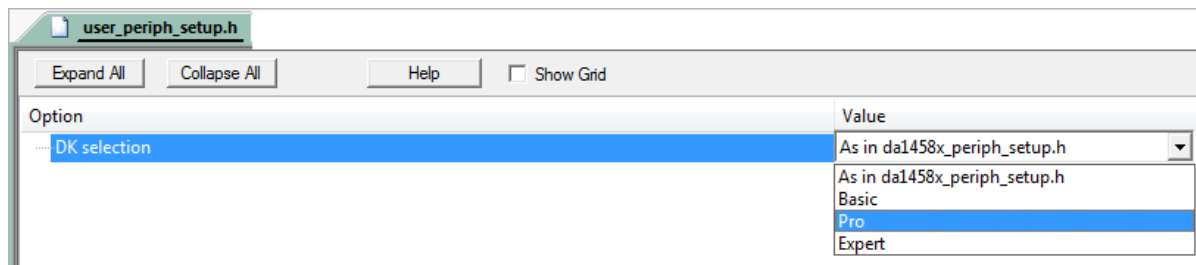 user_periph_setup.h
Expand All Collapse All Help Show Grid
Option Value
DK selection As in da1458x_periph_setup.h
As in da1458x_periph_setup.h
Basic
Pro
Expert